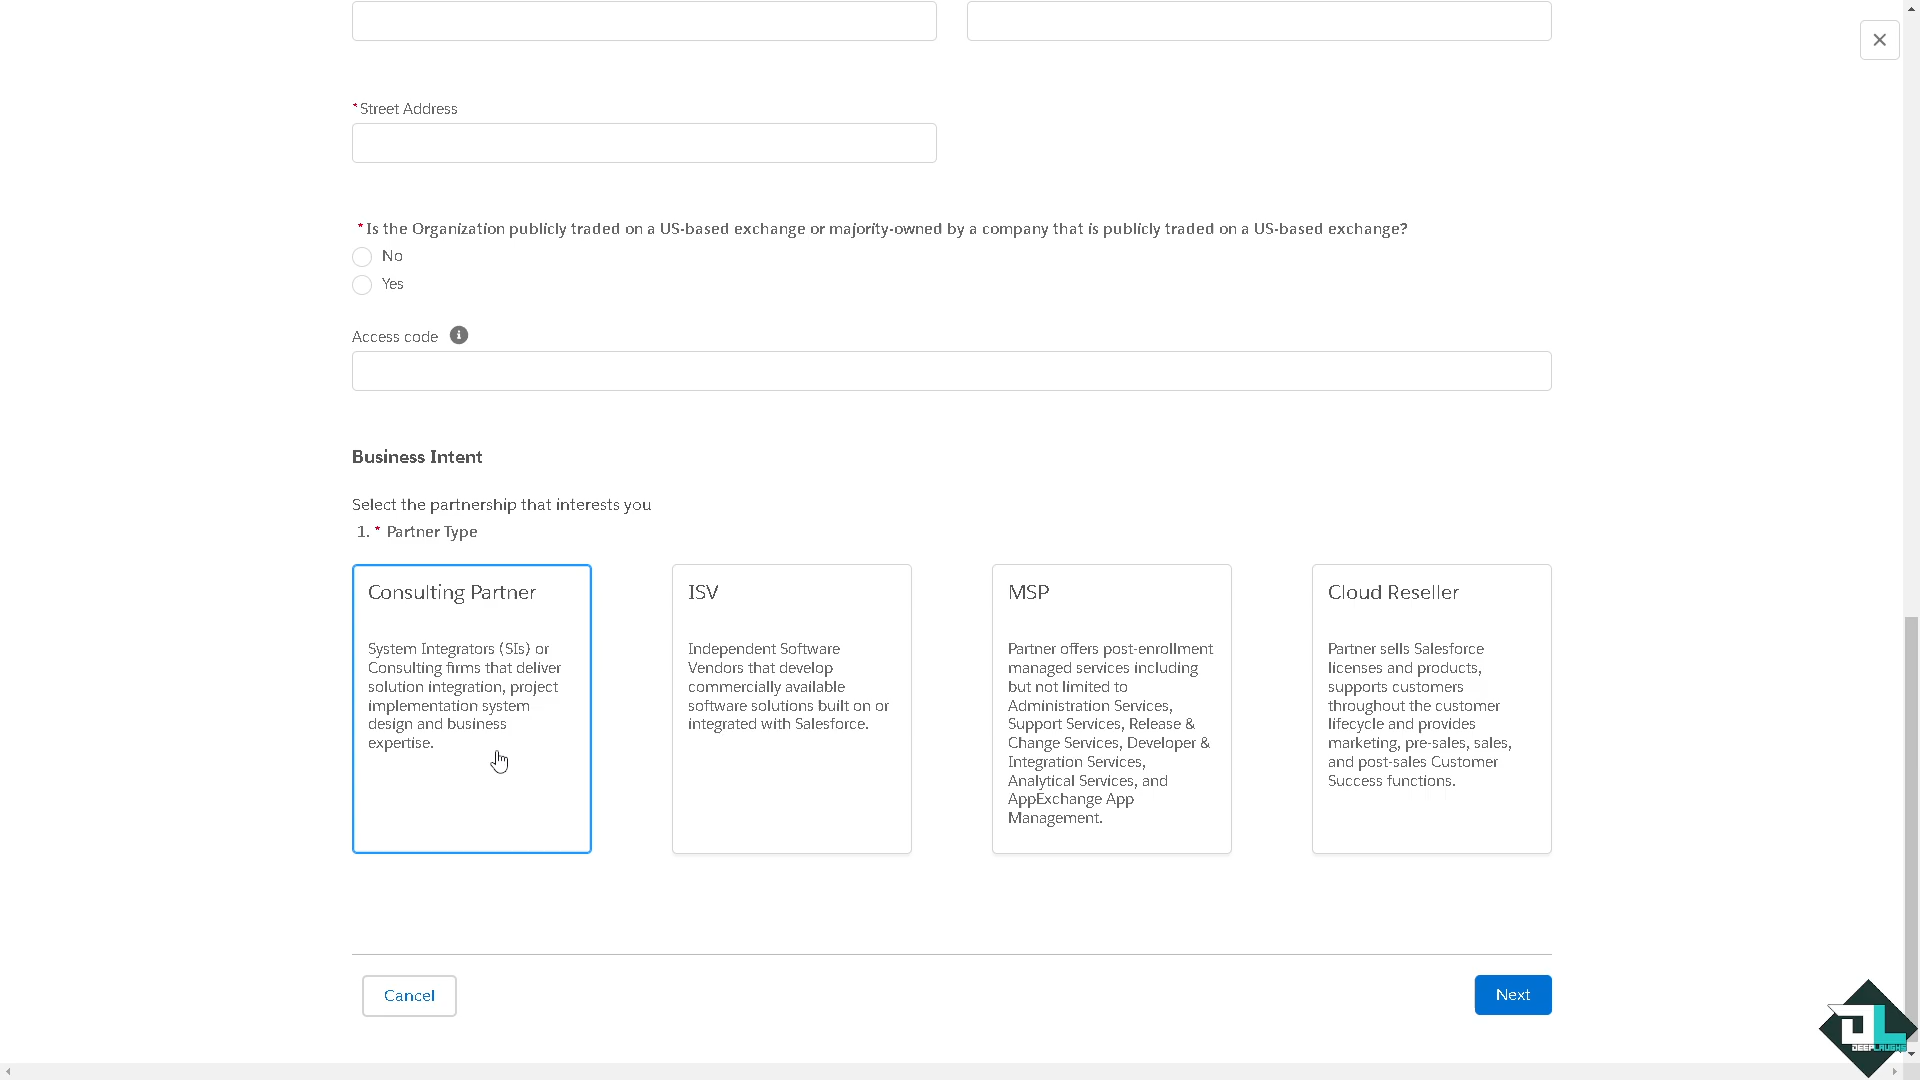 *Street Address
*Is the Organization publicly traded on a US-based exchange or majority-owned by a company that is publicly traded on a US-based exchange?
No
Yes
Access code
Business Intent
Select the partnership that interests you
1. * Partner Type
Consulting Partner
System Integrators (SIs) or
Consulting firms that deliver
solution integration, project
implementation system
design and business
expertise.
ISV
Independent Software
Vendors that develop
commercially available
software solutions built on or
integrated with Salesforce.
MSP
Partner offers post-enrollment
managed services including
but not limited to
Administration Services,
Support Services, Release &
Change Services, Developer &
Integration Services,
Analytical Services, and
AppExchange App
Management.
Cloud Reseller
Partner sells Salesforce
licenses and products,
supports customers
throughout the customer
lifecycle and provides
marketing, pre-sales, sales,
and post-sales Customer
Success functions.
Cancel
Next
DL
DEEPLAUGHS